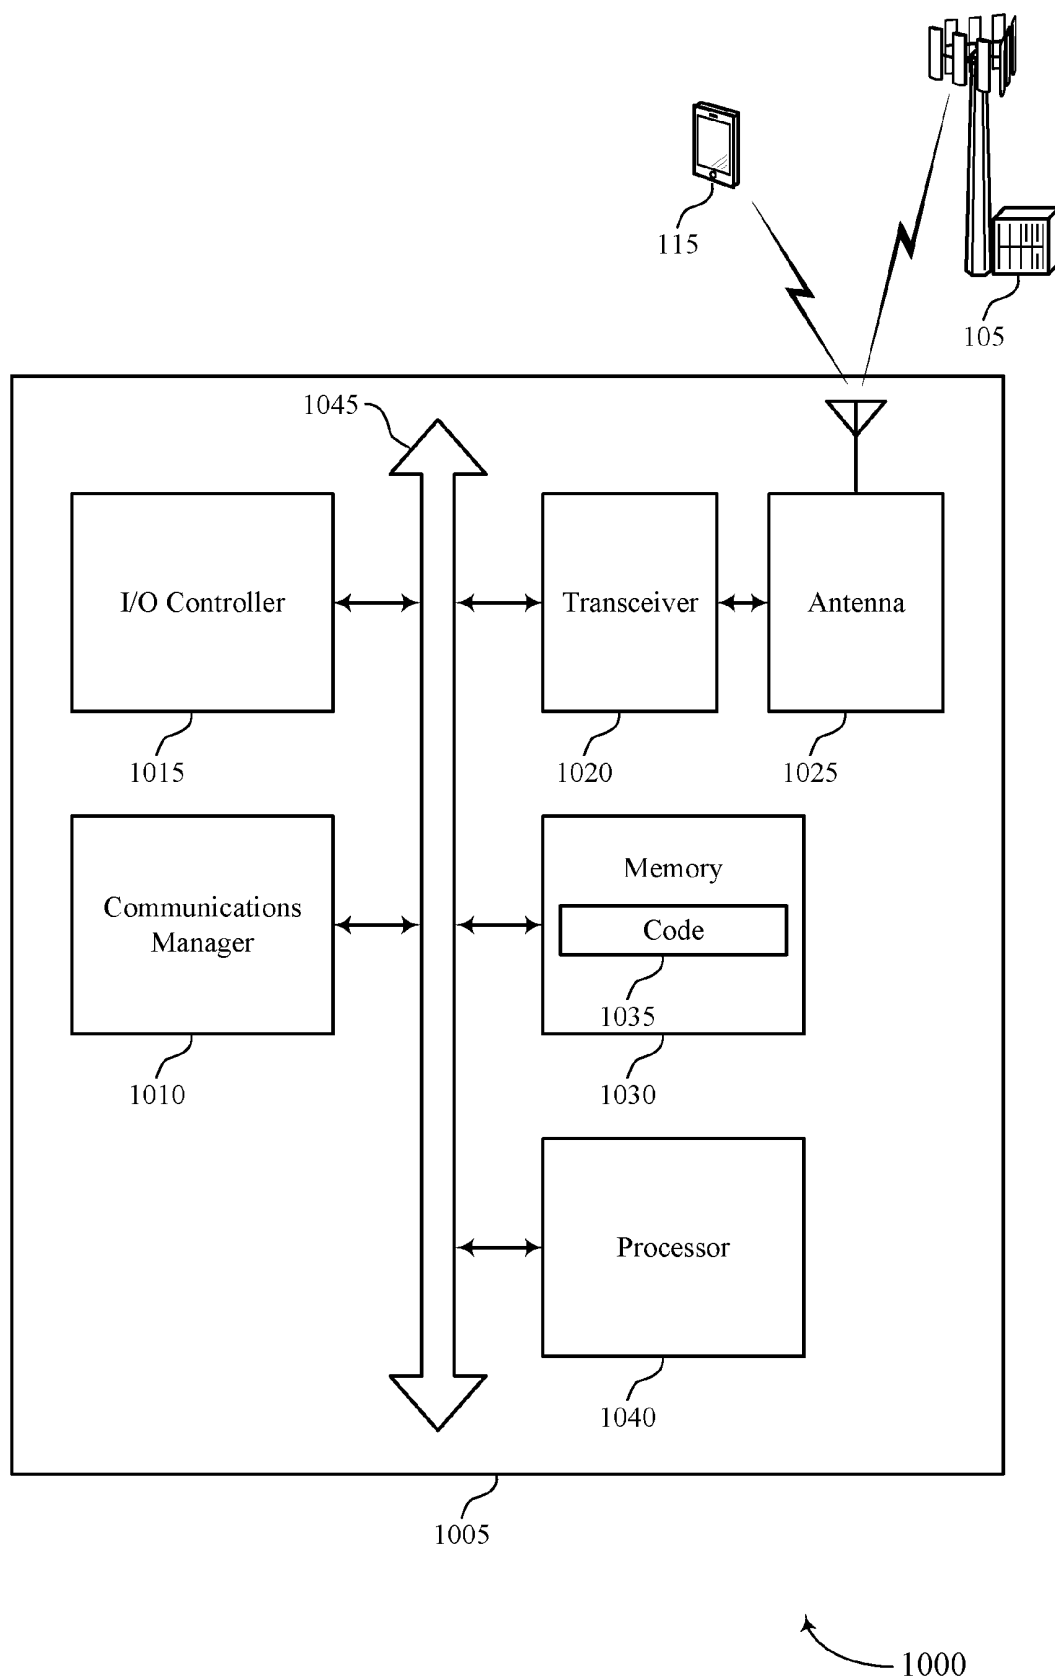 115
105
1045
I/O Controller
Transceiver
Antenna
1015
1020
1025
Communications
Manager
Memory
Code
1035
1010
1030
Processor
1040
1005
1000